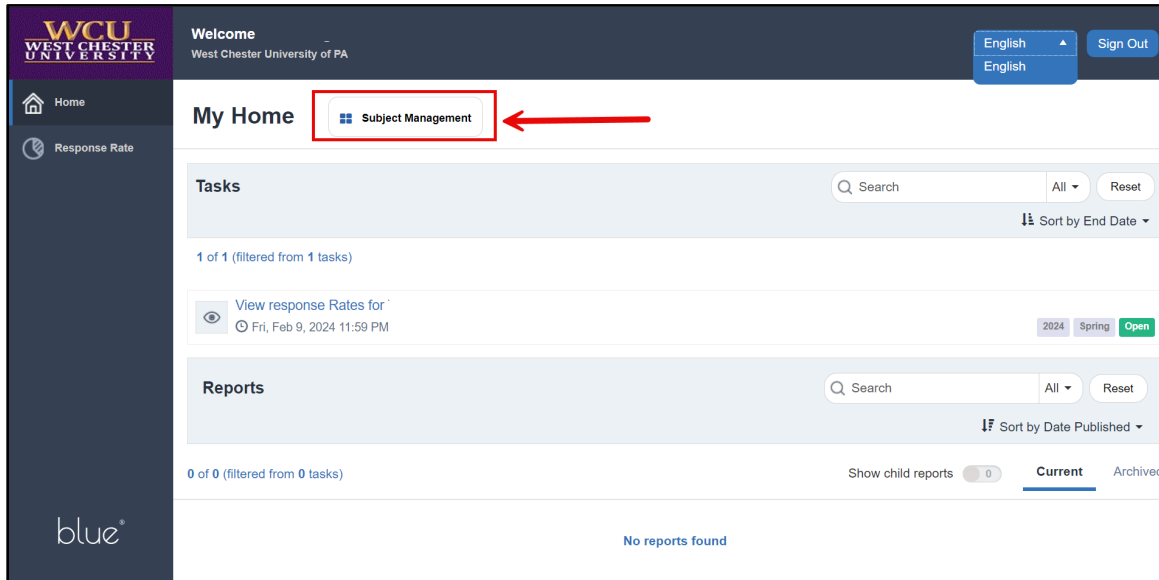 WCU
WEST CHESTER
UNIVERSITY
Welcome
West Chester University of PA
English
English
Sign Out
Home
Response Rate
My Home
Subject Management
Tasks
Search
All
Reset
Sort by End Date
1 of 1 (filtered from 1 tasks)
View response Rates for
Fri, Feb 9, 2024 11:59 PM
2024
Spring
Open
Reports
Search
All
Reset
Sort by Date Published
0 of 0 (filtered from 0 tasks)
Show child reports
0
Current
Archived
No reports found
blue®